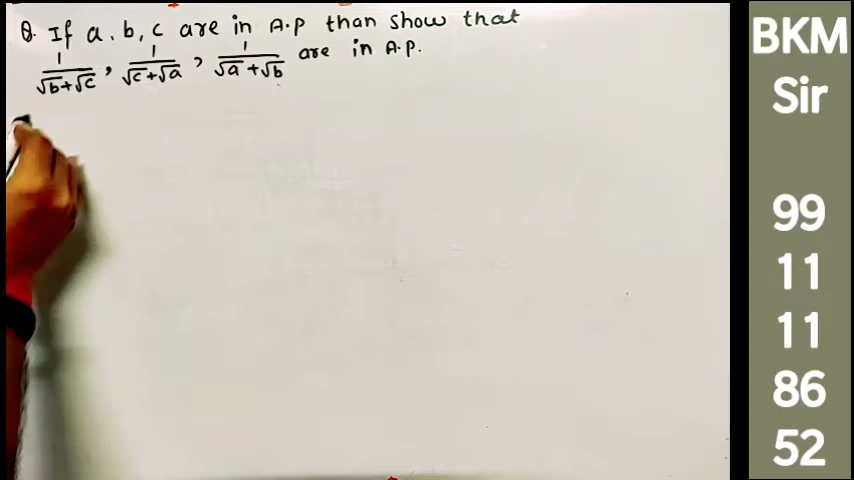 Q. If a, b, c are in A.P than show that
1/(√b+√c), 1/(√c+√a), 1/(√a+√b) are in A.P.
BKM
Sir
99
11
11
86
52